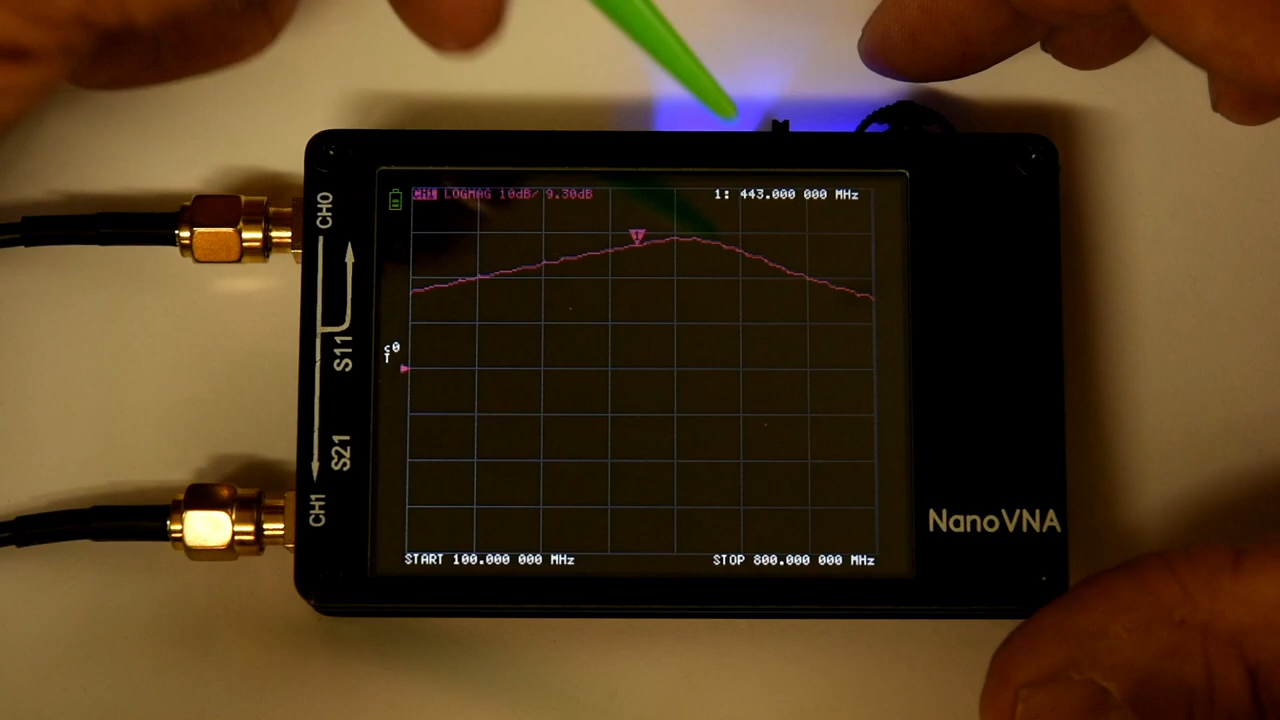 CH1 LOGMAG 10dB/ 9.30dB 1: 443.000 000 MHz
CH0
S11
S21
CH1
START 100.000 000 MHz STOP 800.000 000 MHz
NanoVNA